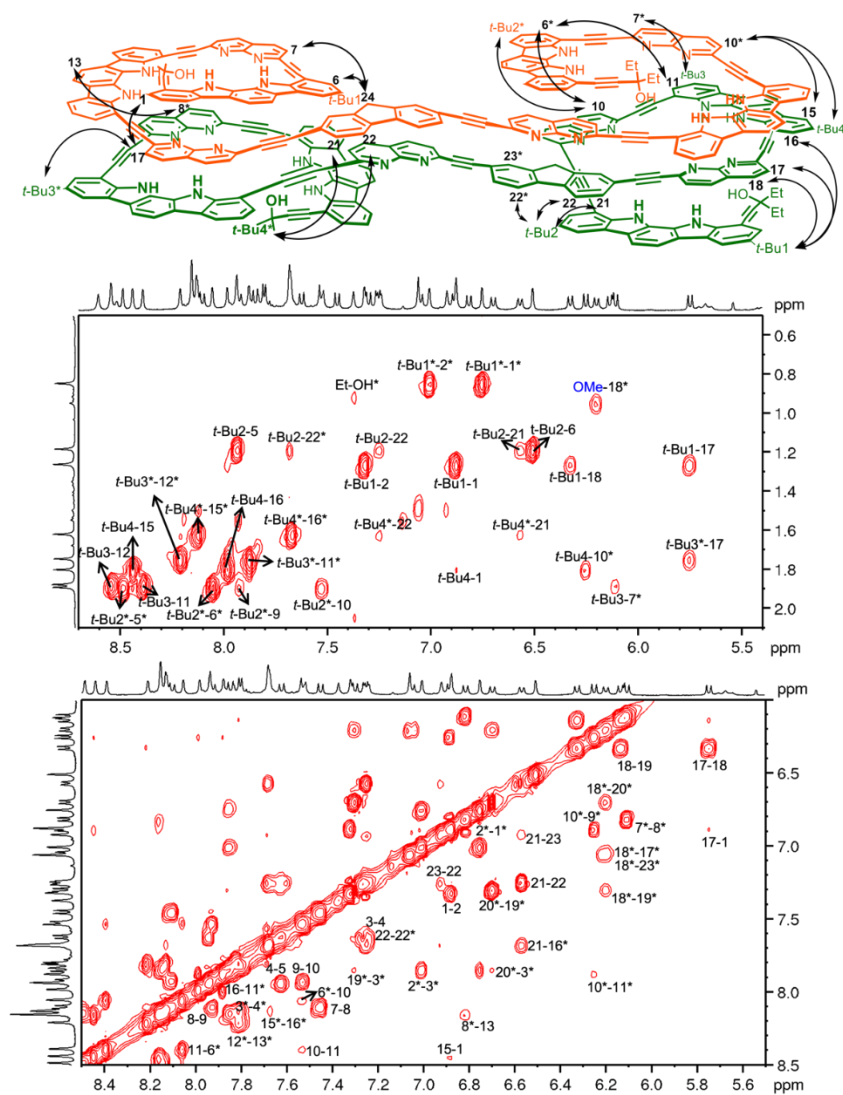 t-Bu2*
6*
7*
10*
7
13
6
t-Bu1
24
OH
N
N
H
N
H
N
NH
NH
Et
Et
OH
11
t-Bu3
10
15
t-Bu4
16
1
8*
17
21
22
23*
17
18
t-Bu3*
NH
H
N
OH
t-Bu4*
HN
22*
22
21
t-Bu2
H
N
H
N
HO
Et
Et
t-Bu1
ppm
0.6
t-Bu1*-2*
t-Bu1*-1*
Et-OH*
OMe-18*
0.8
1.0
t-Bu2-5
t-Bu2-22*
t-Bu2-22
t-Bu2-21
t-Bu2-6
t-Bu1-17
1.2
t-Bu3*-12*
t-Bu1-2
t-Bu1-1
t-Bu1-18
t-Bu4*-15*
t-Bu4-16
1.4
t-Bu4-15
t-Bu4*-16*
t-Bu4*-22
t-Bu4*-21
t-Bu3*-17
1.6
t-Bu3-12
t-Bu3*-11*
t-Bu4-1
t-Bu4-10*
1.8
t-Bu3-11
t-Bu2*-10
t-Bu3-7*
t-Bu2*-5*
t-Bu2*-6*
t-Bu2*-9
2.0
8.5
8.0
7.5
7.0
6.5
6.0
5.5
ppm
ppm
18-19
17-18
6.5
18*-20*
2*-1*
21-23
10*-9*
7*-8*
17-1
7.0
23-22
18*-17*
18*-23*
21-22
1-2
20*-19*
18*-19*
3-4
22-22*
21-16*
7.5
4-5
9-10
19*-3*
2*-3*
20*-3*
16-11*
6*-10
10*-11*
8-9
3*-4*
15*-16*
7-8
8*-13
8.0
12*-13*
11-6*
10-11
15-1
8.5
8.4
8.2
8.0
7.8
7.6
7.4
7.2
7.0
6.8
6.6
6.4
6.2
6.0
5.8
5.6
ppm